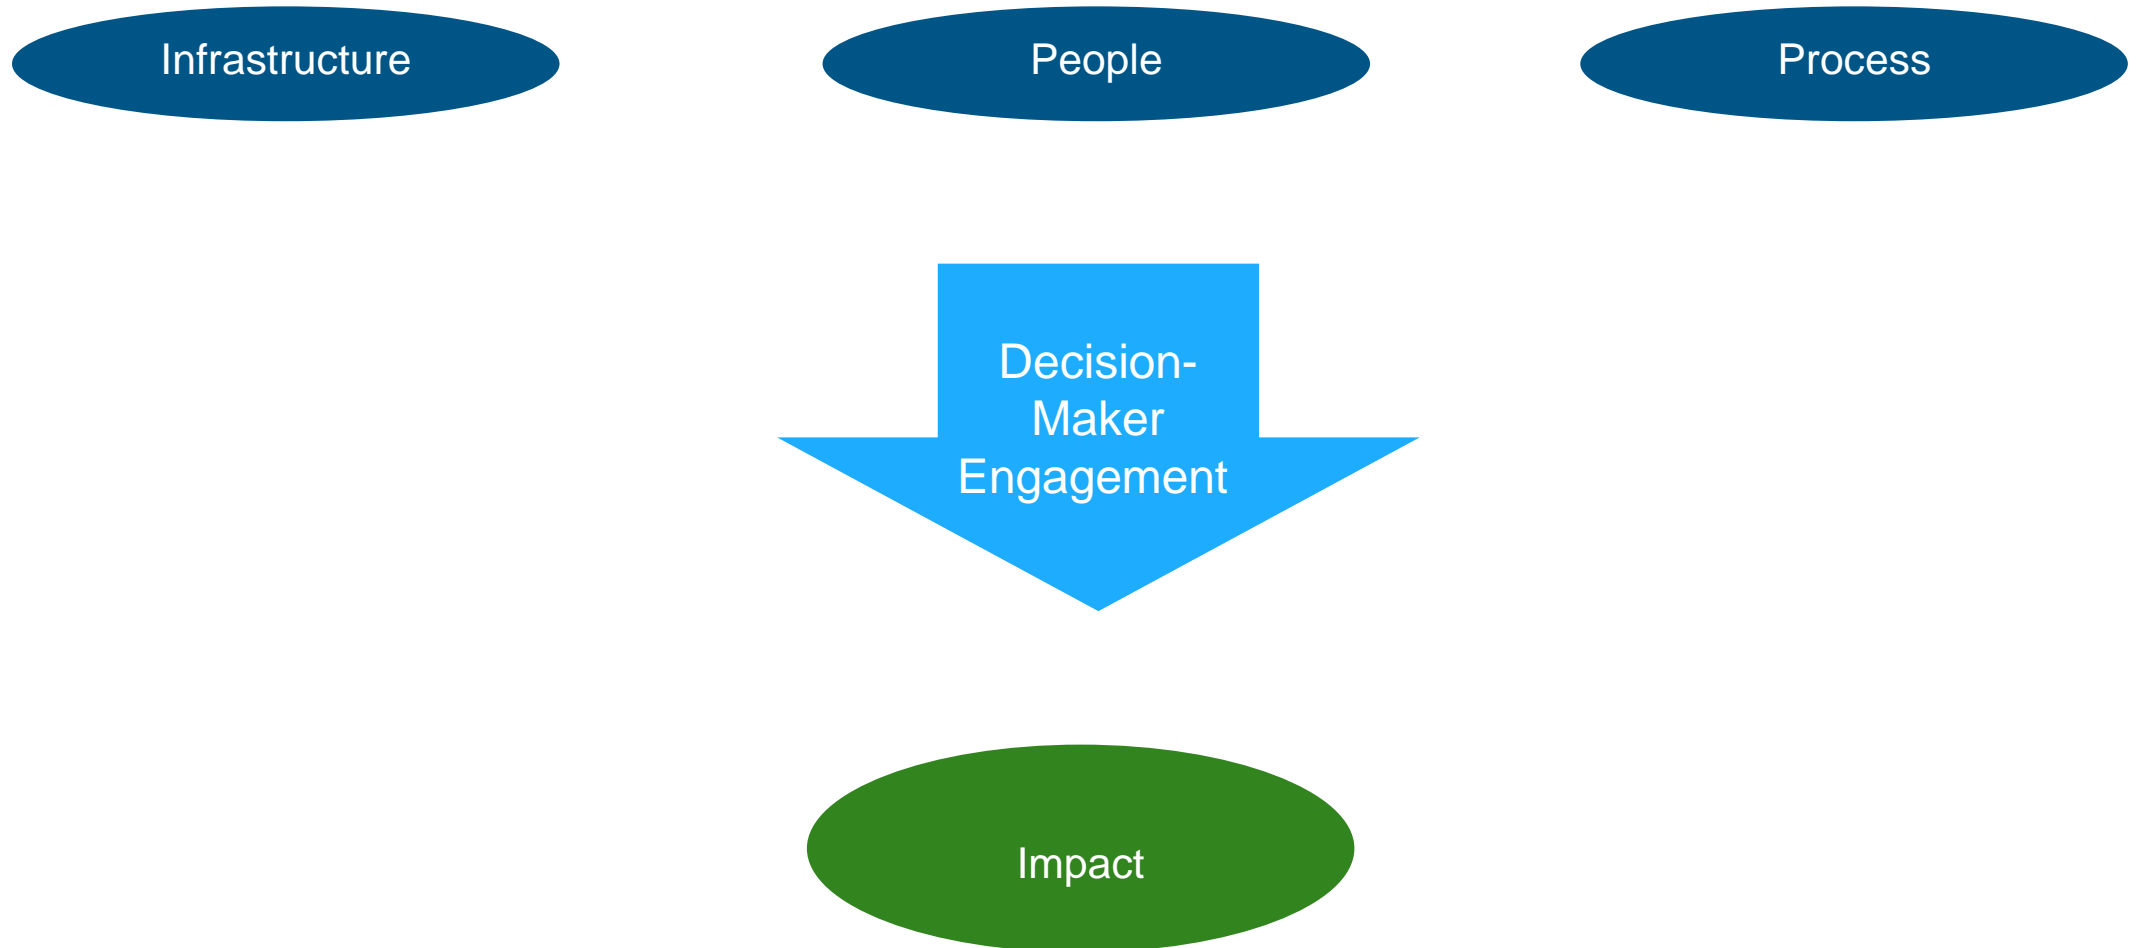 Infrastructure
People
Process
Decision-
Maker
Engagement
Impact